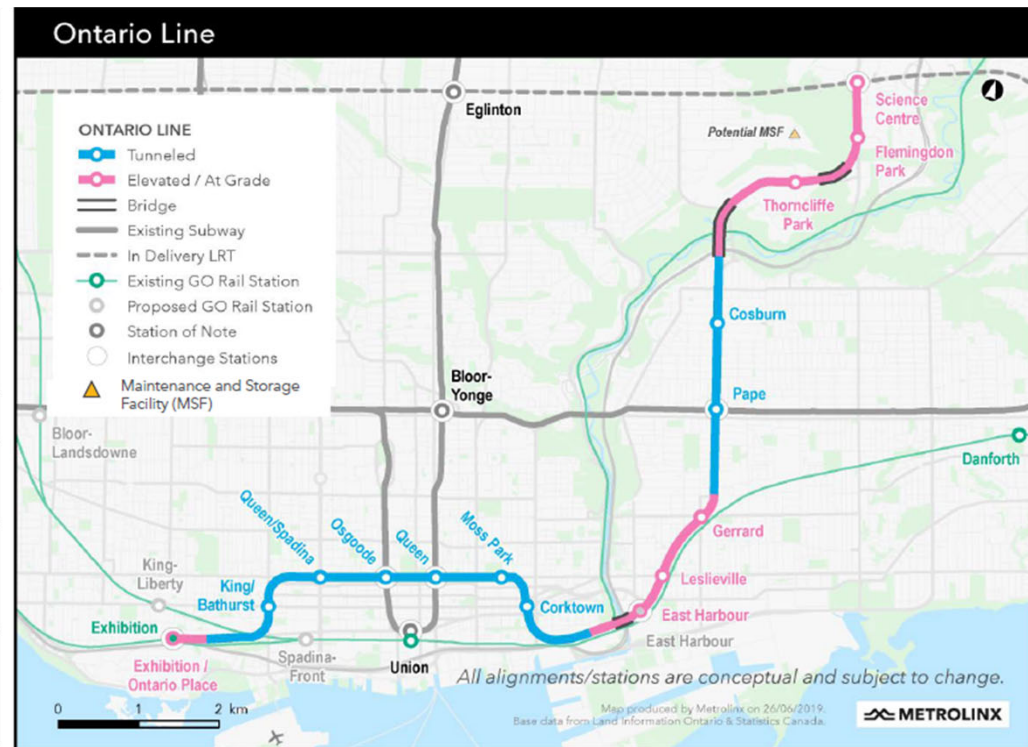 Ontario Line
ONTARIO LINE
Tunneled
Elevated / At Grade
Bridge
Existing Subway
In Delivery LRT
Existing GO Rail Station
Proposed GO Rail Station
Station of Note
Interchange Stations
Maintenance and Storage
Facility (MSF)
Eglinton
Science
Centre
Potential MSF
Flemingdon
Park
Thorncliffe
Park
Cosburn
Bloor-
Yonge
Pape
Bloor-
Landsdowne
Danforth
Queen/Spadina
Osgoode
Queen
Moss Park
Gerrard
King-
Liberty
King/
Bathurst
Leslieville
Corktown
East Harbour
Exhibition
East Harbour
Exhibition /
Ontario Place
Spadina-
Front
Union
All alignments/stations are conceptual and subject to change.
0 1 2 km
Map produced by Metrolinx on 26/06/2019.
Base data from Land Information Ontario & Statistics Canada.
METROLINX